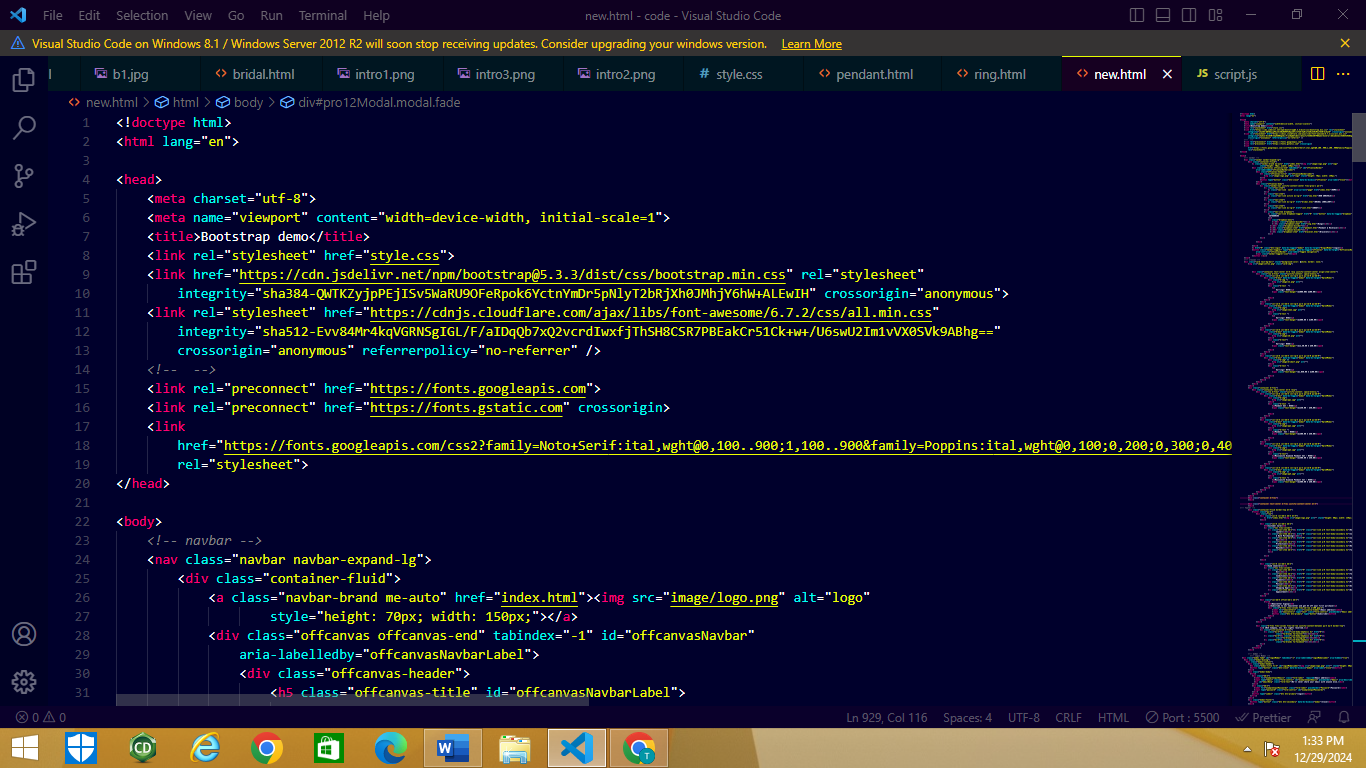 File Edit Selection View Go Run Terminal Help new.html - code - Visual Studio Code
Visual Studio Code on Windows 8.1 / Windows Server 2012 R2 will soon stop receiving updates. Consider upgrading your windows version. Learn More
b1.jpg bridal.html intro1.png intro3.png intro2.png # style.css pendant.html ring.html new.html JS script.js
new.html > html > body > div#pro12Modal.modal.fade
1 <!doctype html>
2 <html lang="en">
3
4 <head>
5 <meta charset="utf-8">
6 <meta name="viewport" content="width=device-width, initial-scale=1">
7 <title>Bootstrap demo</title>
8 <link rel="stylesheet" href="style.css">
9 <link href="https://cdn.jsdelivr.net/npm/bootstrap@5.3.3/dist/css/bootstrap.min.css" rel="stylesheet"
10 integrity="sha384-QWTKZyjpPEjISv5WaRU9OFeRpok6YctnYmDr5pNlyT2bRjXh0JMhjY6hW+ALEwIH" crossorigin="anonymous">
11 <link rel="stylesheet" href="https://cdnjs.cloudflare.com/ajax/libs/font-awesome/6.7.2/css/all.min.css"
12 integrity="sha512-Evv84Mr4kqVGRNSgIGL/F/aIDqQb7xQ2vcrdIwxfjThSH8CSR7PBEakCr51Ck+w+/U6swU2Im1vVX0SVk9ABhg=="
13 crossorigin="anonymous" referrerpolicy="no-referrer" />
14 <!--  -->
15 <link rel="preconnect" href="https://fonts.googleapis.com">
16 <link rel="preconnect" href="https://fonts.gstatic.com" crossorigin>
17 <link
18 href="https://fonts.googleapis.com/css2?family=Noto+Serif:ital,wght@0,100..900;1,100..900&family=Poppins:ital,wght@0,100;0,200;0,300;0,40
19 rel="stylesheet">
20 </head>
21
22 <body>
23 <!-- navbar -->
24 <nav class="navbar navbar-expand-lg">
25 <div class="container-fluid">
26 <a class="navbar-brand me-auto" href="index.html"><img src="image/logo.png" alt="logo"
27 style="height: 70px; width: 150px;"></a>
28 <div class="offcanvas offcanvas-end" tabindex="-1" id="offcanvasNavbar"
29 aria-labelledby="offcanvasNavbarLabel">
30 <div class="offcanvas-header">
31 <h5 class="offcanvas-title" id="offcanvasNavbarLabel">
0 0 Ln 929, Col 116 Spaces: 4 UTF-8 CRLF HTML Port : 5500 Prettier
CD W T
1:33 PM
12/29/2024